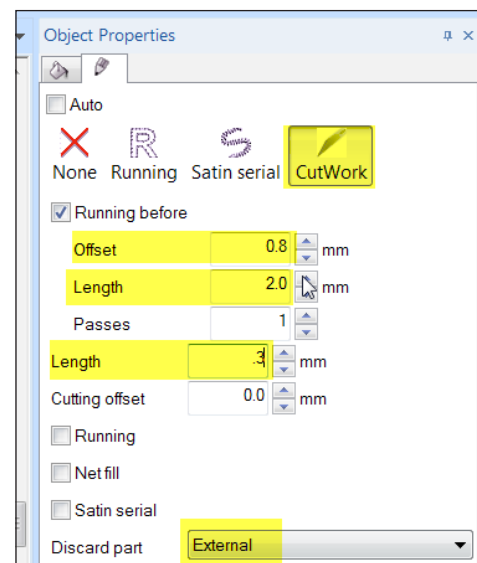 Object Properties
Auto
None Running Satin serial CutWork
Running before
Offset 0.8 mm
Length 2.0 mm
Passes 1
Length .3 mm
Cutting offset 0.0 mm
Running
Net fill
Satin serial
Discard part External